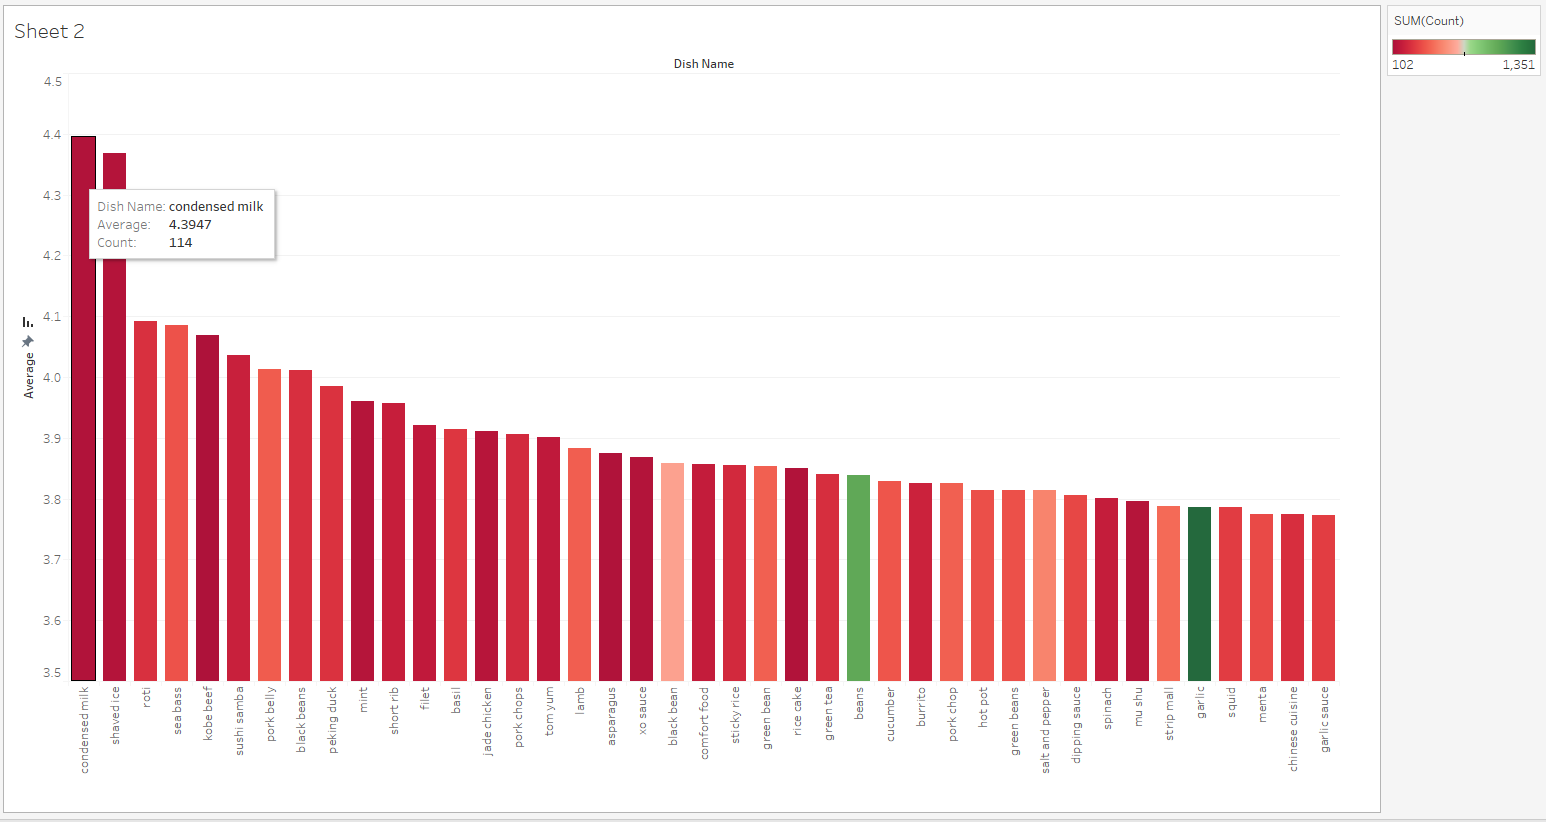 Sheet 2
SUM(Count)
102 1,351
Dish Name
4.5
4.4
4.3
4.2
4.1
4.0
3.9
3.8
3.7
3.6
3.5
Average
Dish Name: condensed milk
Average: 4.3947
Count: 114
condensed milk
shaved ice
roti
sea bass
kobe beef
sushi samba
pork belly
black beans
peking duck
mint
short rib
filet
basil
jade chicken
pork chops
tom yum
lamb
asparagus
xo sauce
black bean
comfort food
sticky rice
green bean
rice cake
green tea
beans
cucumber
burrito
pork chop
hot pot
green beans
salt and pepper
dipping sauce
spinach
mu shu
strip mall
garlic
squid
menta
chinese cuisine
garlic sauce